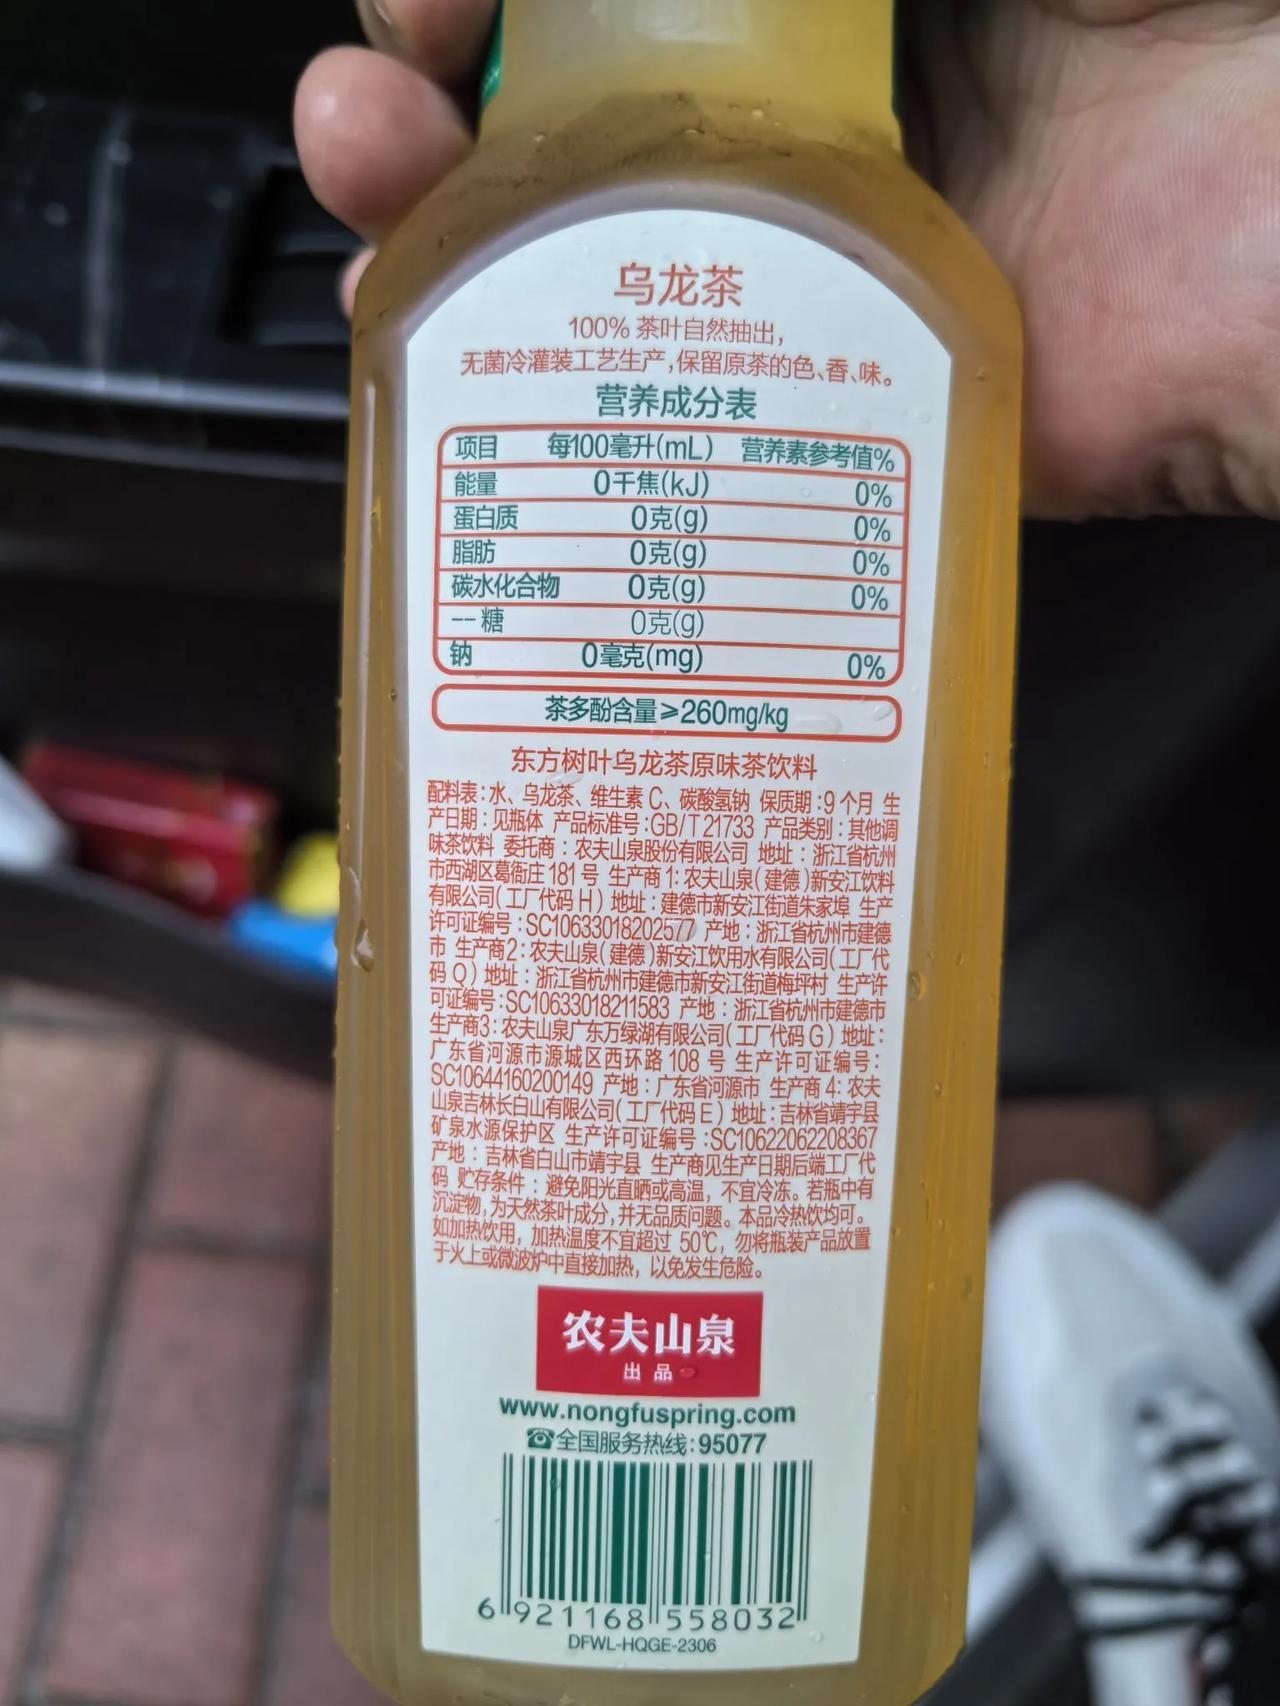 乌龙茶
100% 茶叶自然抽出，
无菌冷灌装工艺生产，保留原茶的色、香、味。
营养成分表
项目 每100毫升(mL) 营养素参考值%
能量 0千焦(kJ) 0%
蛋白质 0克(g) 0%
脂肪 0克(g) 0%
碳水化合物 0克(g) 0%
--糖 0克(g)
钠 0毫克(mg) 0%
茶多酚含量≥260mg/kg
东方树叶乌龙茶原味茶饮料
配料表：水、乌龙茶、维生素 C、碳酸氢钠 保质期：9 个月 生
产日期：见瓶体 产品标准号：GB/T 21733 产品类别：其他调
味茶饮料 委托商：农夫山泉股份有限公司 地址：浙江省杭州
市西湖区葛衙庄 181 号 生产商 1：农夫山泉(建德)新安江饮料
有限公司(工厂代码 H) 地址：建德市新安江街道朱家埠 生产
许可证编号：SC10633018202577 产地：浙江省杭州市建德
市 生产商2：农夫山泉(建德)新安江饮用水有限公司(工厂代
码 Q) 地址：浙江省杭州市建德市新安江街道梅坪村 生产许
可证编号：SC10633018211583 产地：浙江省杭州市建德市
生产商3：农夫山泉广东万绿湖有限公司(工厂代码 G) 地址：
广东省河源市源城区西环路 108 号 生产许可证编号：
SC10644160200149 产地：广东省河源市 生产商 4：农夫
山泉吉林长白山有限公司(工厂代码 E) 地址：吉林省靖宇县
矿泉水源保护区 生产许可证编号：SC10622062208367
产地：吉林省白山市靖宇县 生产商见生产日期后端工厂代
码 贮存条件：避免阳光直晒或高温，不宜冷冻。若瓶中有
沉淀物，为天然茶叶成分，并无品质问题。本品冷热饮均可。
如加热饮用，加热温度不宜超过 50℃，勿将瓶装产品放置
于火上或微波炉中直接加热，以免发生危险。
农夫山泉
出品
www.nongfuspring.com
☎全国服务热线：95077
6 921168 558032
DFWL-HQGE-2306